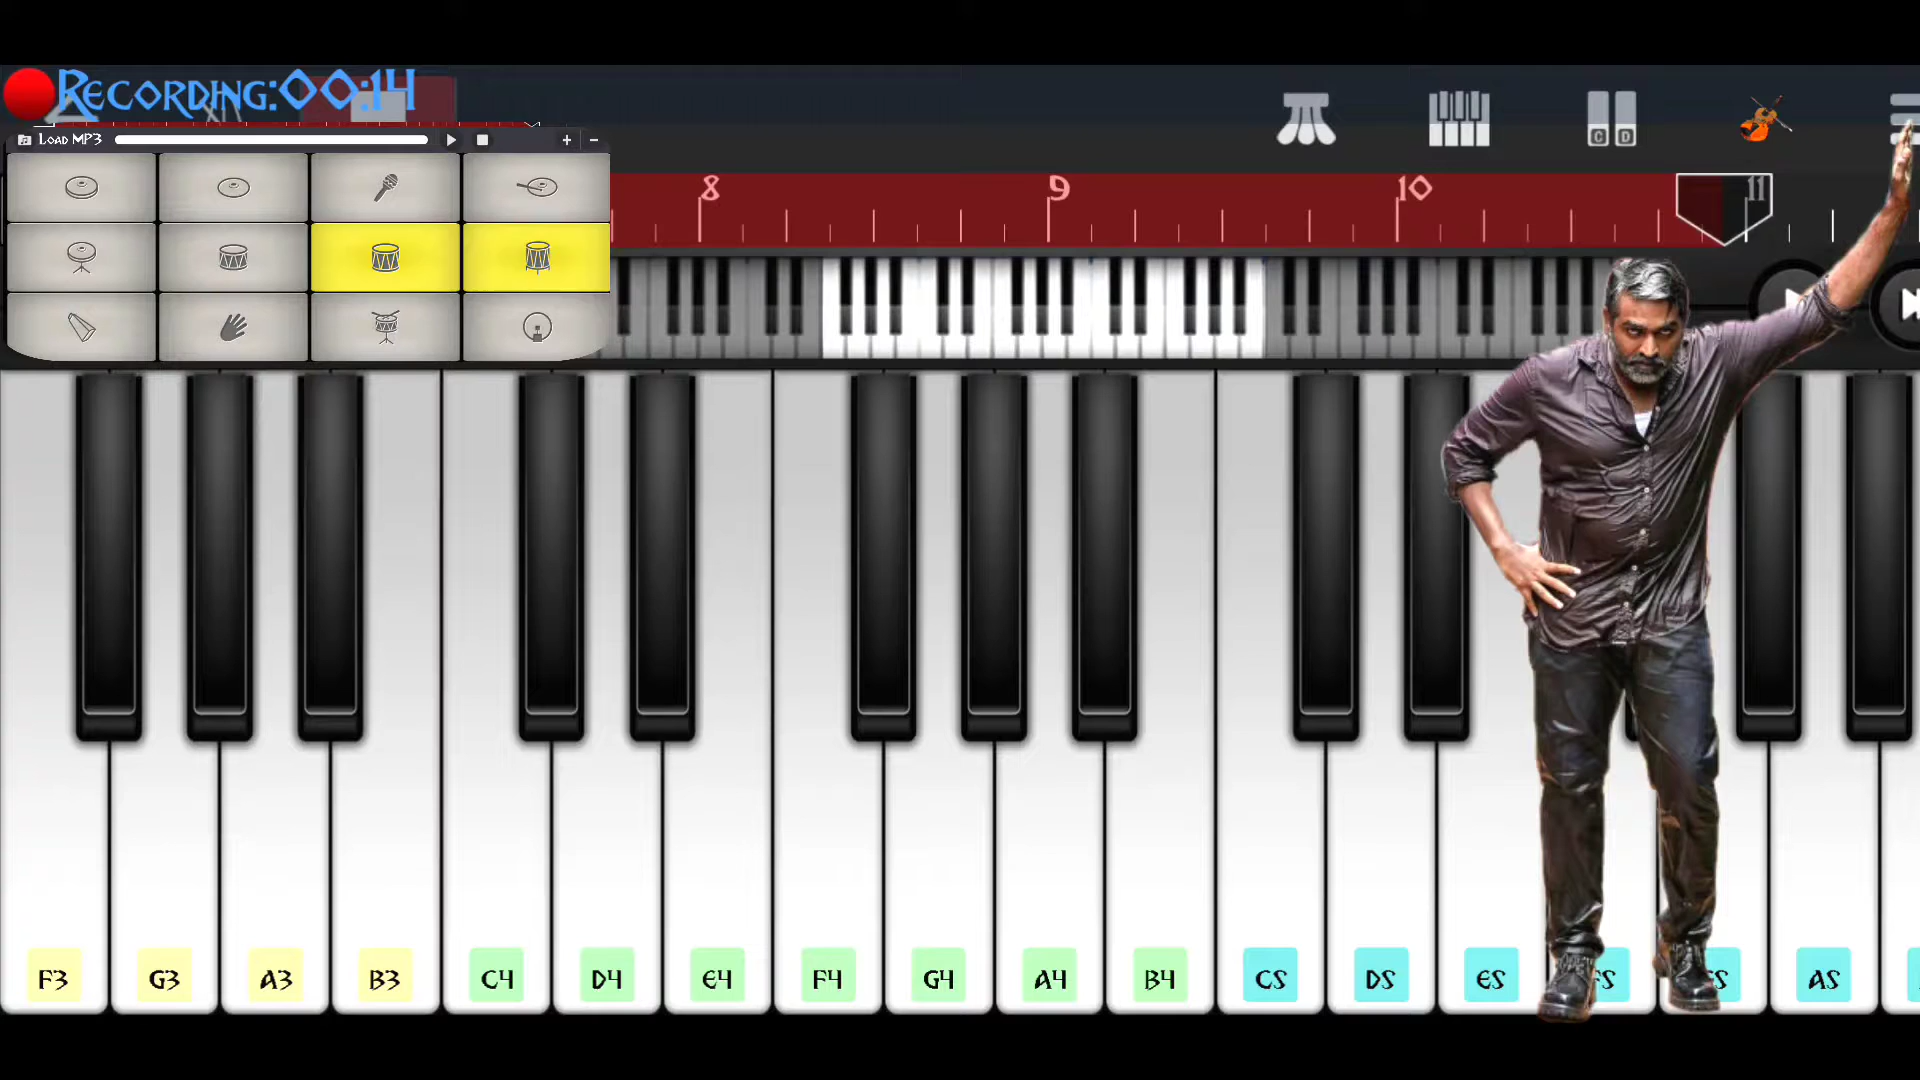 Recording:00:14
Load MP3
C D
8 9 10 11
F3 G3 A3 B3 C4 D4 E4 F4 G4 A4 B4 C5 D5 E5 A5